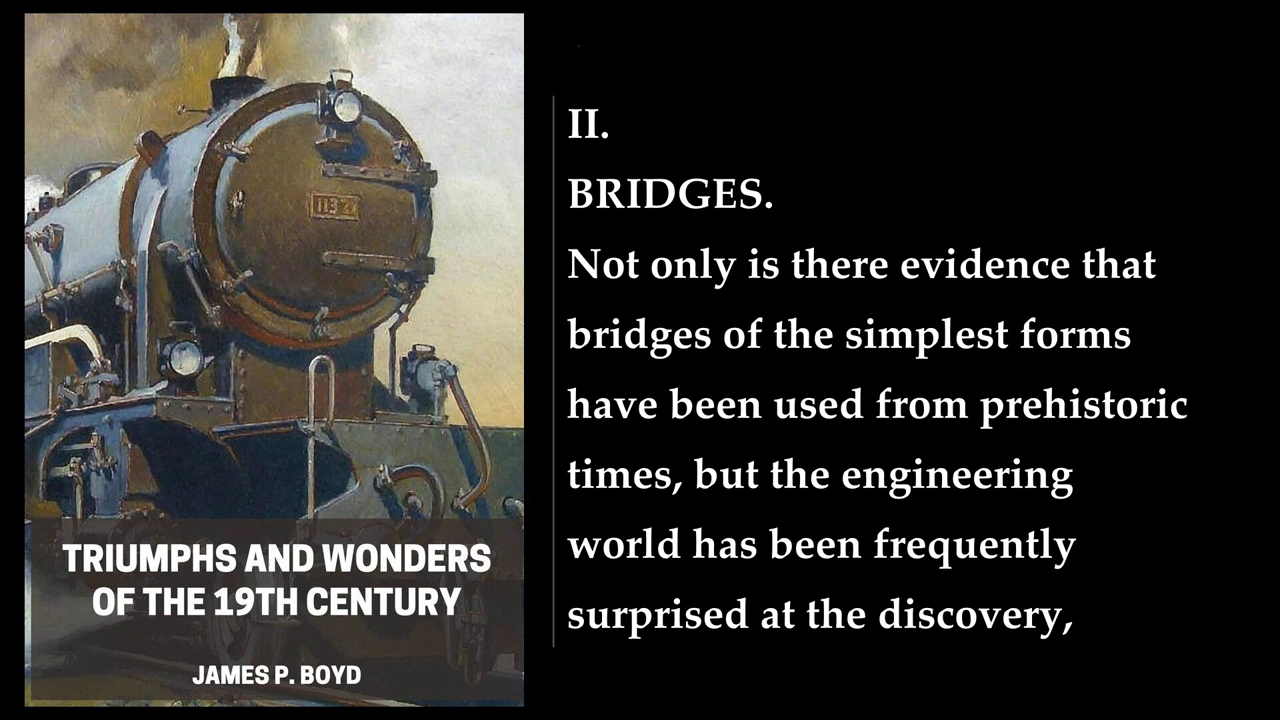 TRIUMPHS AND WONDERS
OF THE 19TH CENTURY
JAMES P. BOYD
II.
BRIDGES.
Not only is there evidence that
bridges of the simplest forms
have been used from prehistoric
times, but the engineering
world has been frequently
surprised at the discovery,